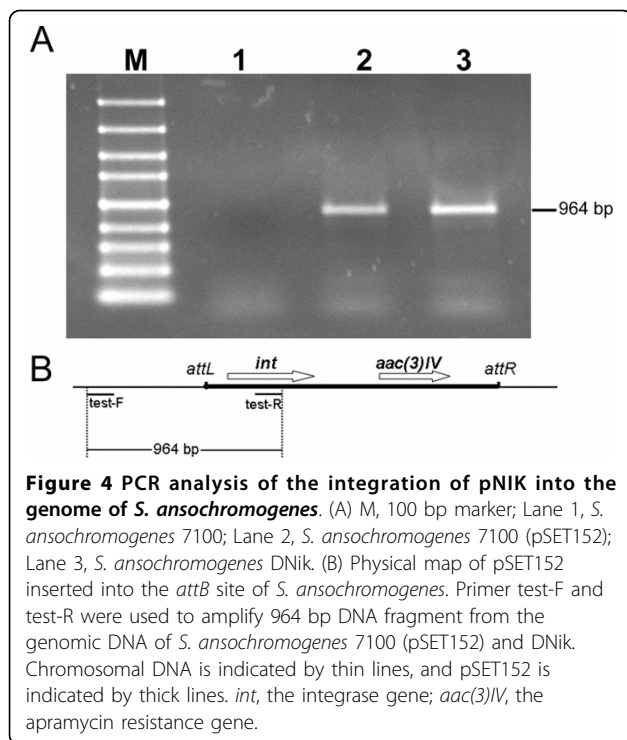 A
M 1 2 3
964 bp
B
attL int aac(3)IV attR
test-F test-R
964 bp
Figure 4 PCR analysis of the integration of pNIK into the
genome of S. ansochromogenes. (A) M, 100 bp marker; Lane 1, S.
ansochromogenes 7100; Lane 2, S. ansochromogenes 7100 (pSET152);
Lane 3, S. ansochromogenes DNik. (B) Physical map of pSET152
inserted into the attB site of S. ansochromogenes. Primer test-F and
test-R were used to amplify 964 bp DNA fragment from the
genomic DNA of S. ansochromogenes 7100 (pSET152) and DNik.
Chromosomal DNA is indicated by thin lines, and pSET152 is
indicated by thick lines. int, the integrase gene; aac(3)IV, the
apramycin resistance gene.